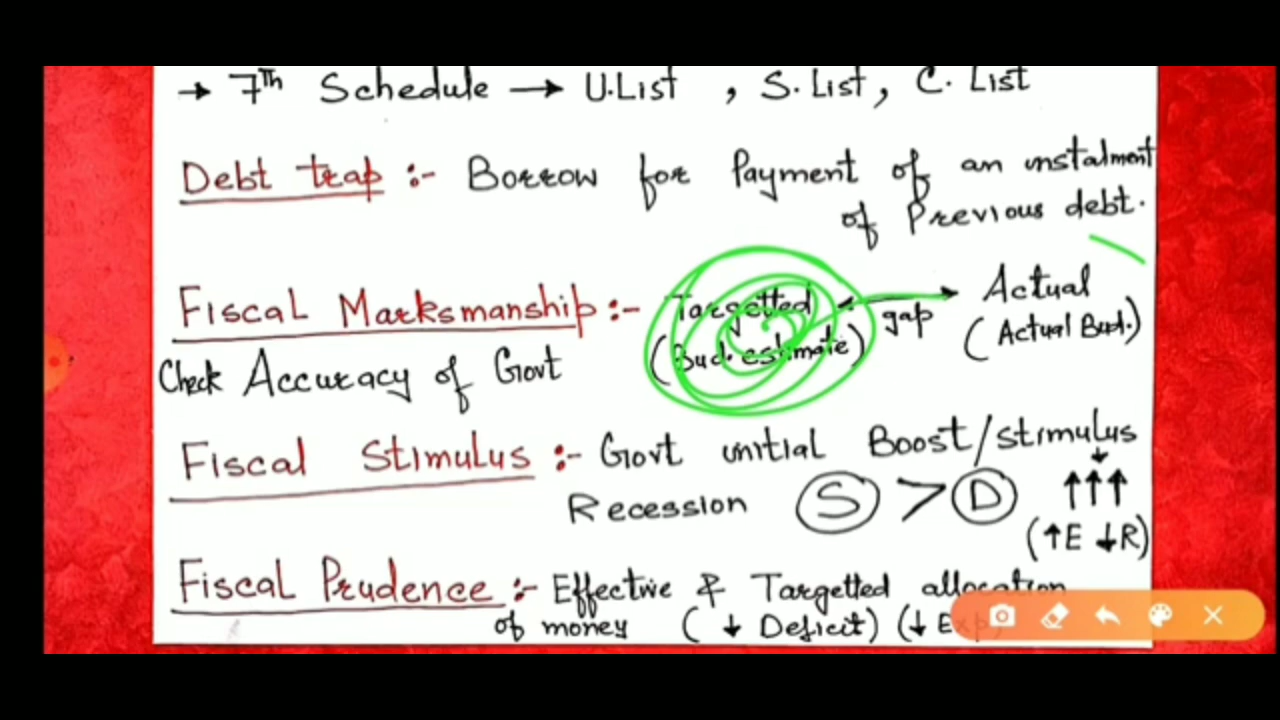 → 7Th Schedule → U.List , S. List, C. List
Debt trap :- Borrow for Payment of an instalment
of Previous debt.
Fiscal Marksmanship :- Targetted ↔ gap Actual
(Bud. estimate) (Actual Bud.)
Check Accuracy of Govt
Fiscal Stimulus :- Govt initial Boost/stimulus
Recession S > D ↑↑↑
(↑E ↓R)
Fiscal Prudence :- Effective & Targetted allocation
of money (↓ Deficit) (↓ Exp)